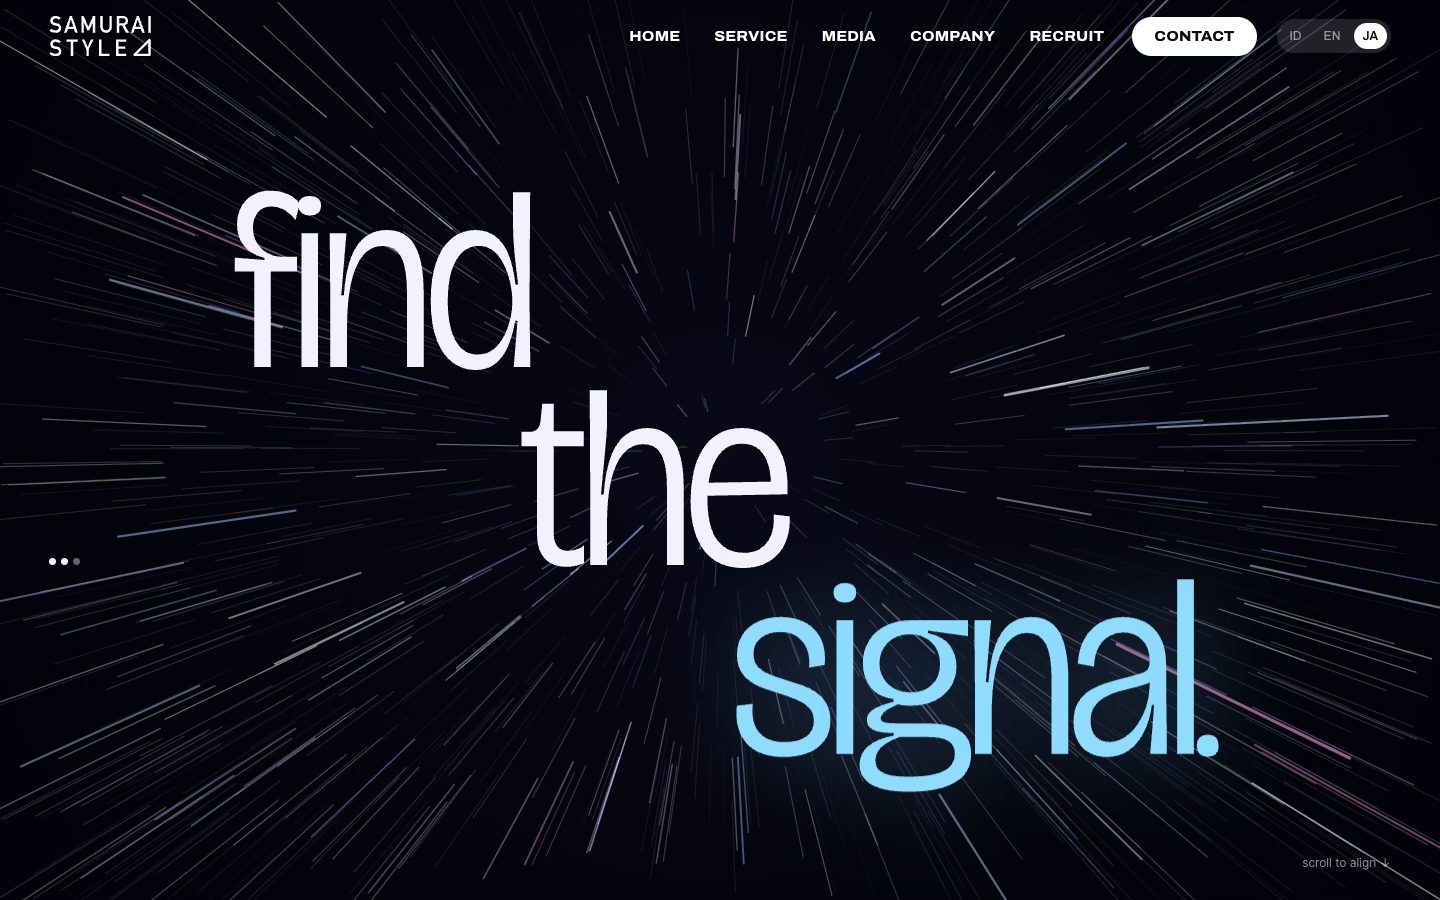 SAMURAI
STYLE
HOME SERVICE MEDIA COMPANY RECRUIT CONTACT ID EN JA
find
the
signal.
scroll to align ↓